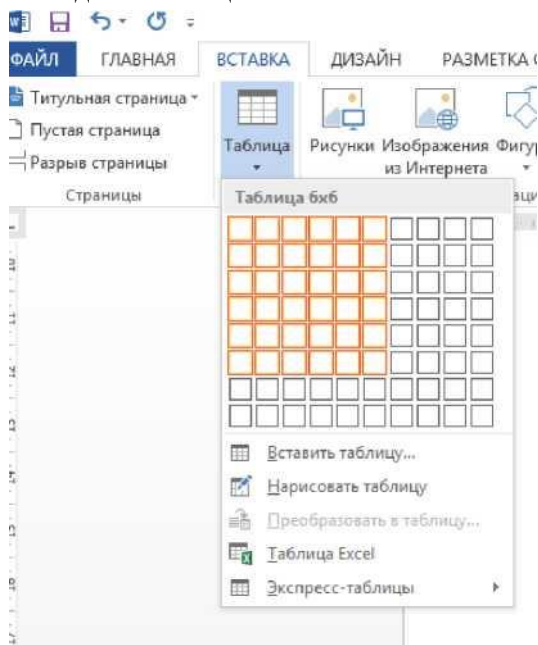 ФАЙЛ ГЛАВНАЯ ВСТАВКА ДИЗАЙН РАЗМЕТКА
Титульная страница
Пустая страница
Разрыв страницы
Страницы
Таблица
Рисунки
Изображения
из Интернета
Таблица 6x6
Вставить таблицу...
Нарисовать таблицу
Преобразовать в таблицу...
Таблица Excel
Экспресс-таблицы